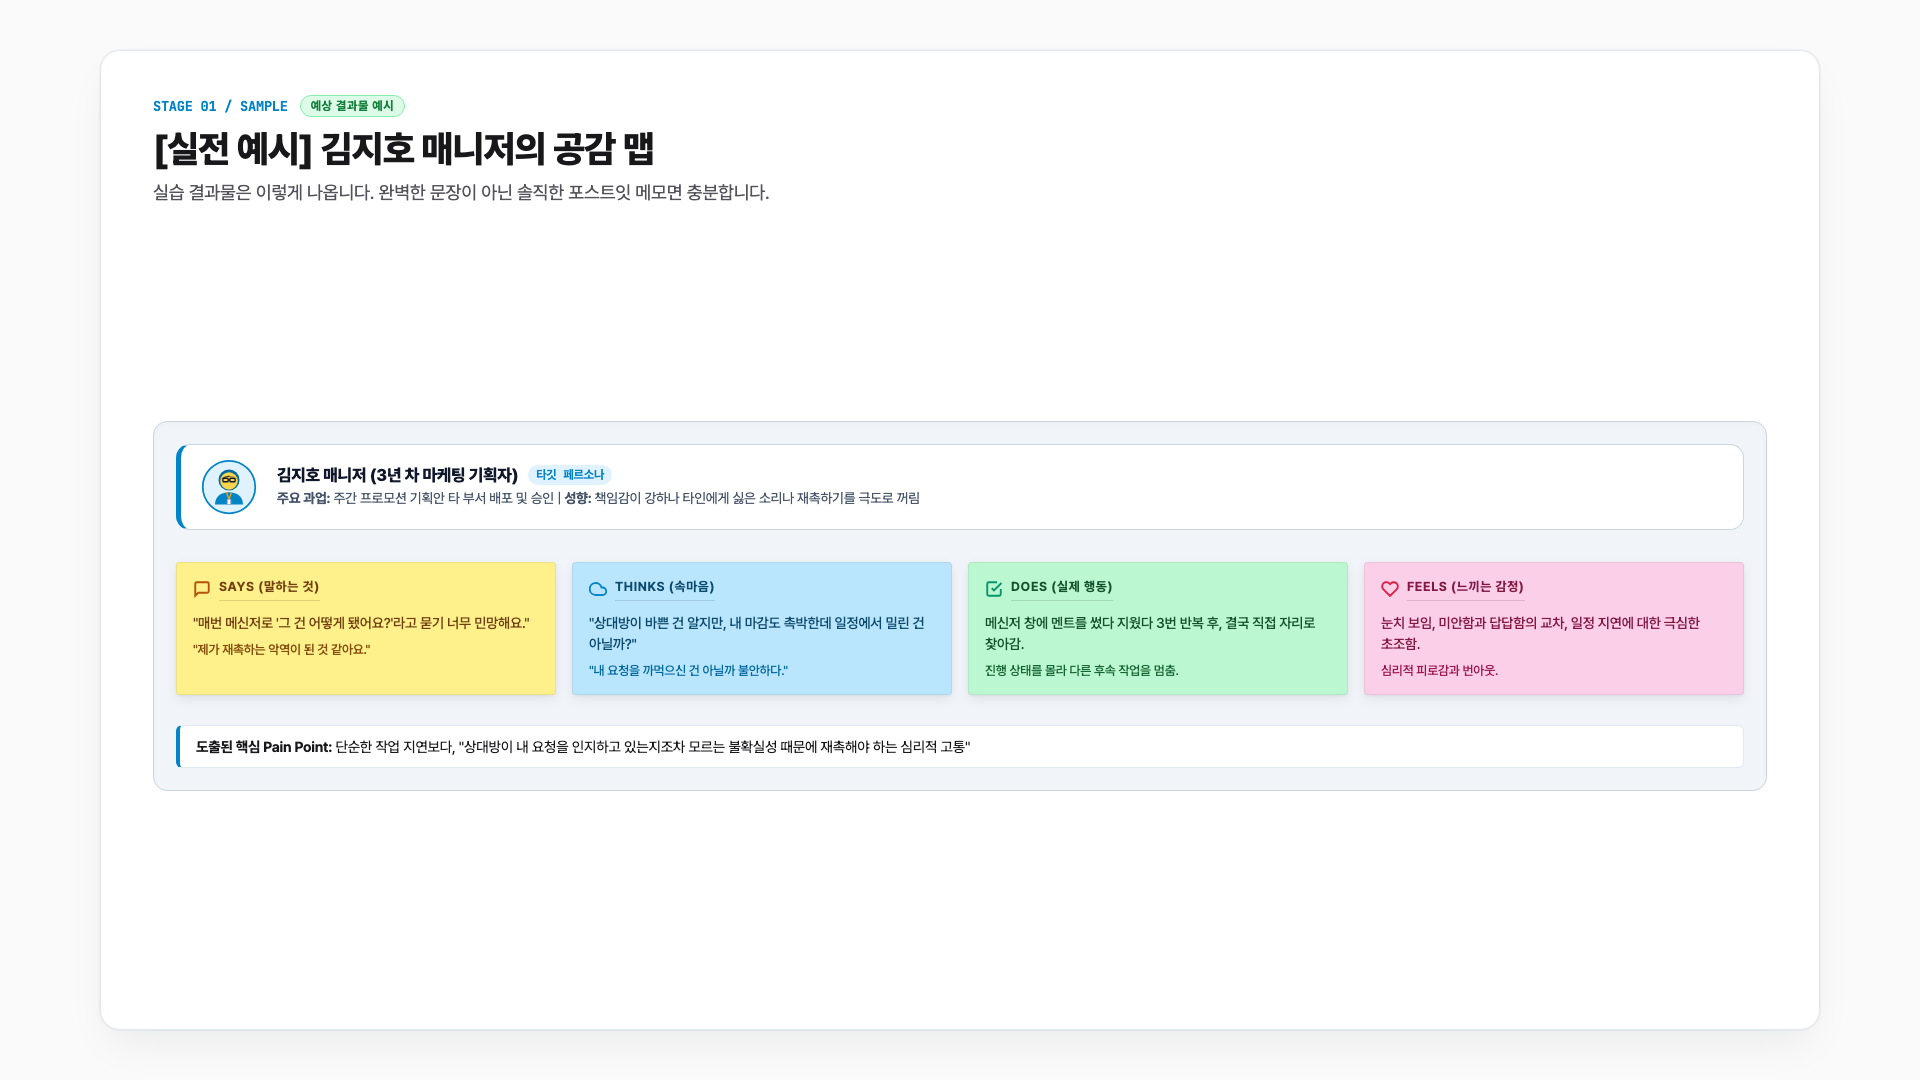 STAGE 01 / SAMPLE 예상 결과물 예시
[실전 예시] 김지호 매니저의 공감 맵
실습 결과물은 이렇게 나옵니다. 완벽한 문장이 아닌 솔직한 포스트잇 메모면 충분합니다.
김지호 매니저 (3년 차 마케팅 기획자) 타깃 페르소나
주요 과업: 주간 프로모션 기획안 타 부서 배포 및 승인 | 성향: 책임감이 강하나 타인에게 싫은 소리나 재촉하기를 극도로 꺼림
SAYS (말하는 것)
"매번 메신저로 '그 건 어떻게 됐어요?'라고 묻기 너무 민망해요."
"제가 재촉하는 악역이 된 것 같아요."
THINKS (속마음)
"상대방이 바쁜 건 알지만, 내 마감도 촉박한데 일정에서 밀린 건
아닐까?"
"내 요청을 까먹으신 건 아닐까 불안하다."
DOES (실제 행동)
메신저 창에 멘트를 썼다 지웠다 3번 반복 후, 결국 직접 자리로
찾아감.
진행 상태를 몰라 다른 후속 작업을 멈춤.
FEELS (느끼는 감정)
눈치 보임, 미안함과 답답함의 교차, 일정 지연에 대한 극심한
초조함.
심리적 피로감과 번아웃.
도출된 핵심 Pain Point: 단순한 작업 지연보다, "상대방이 내 요청을 인지하고 있는지조차 모르는 불확실성 때문에 재촉해야 하는 심리적 고통"